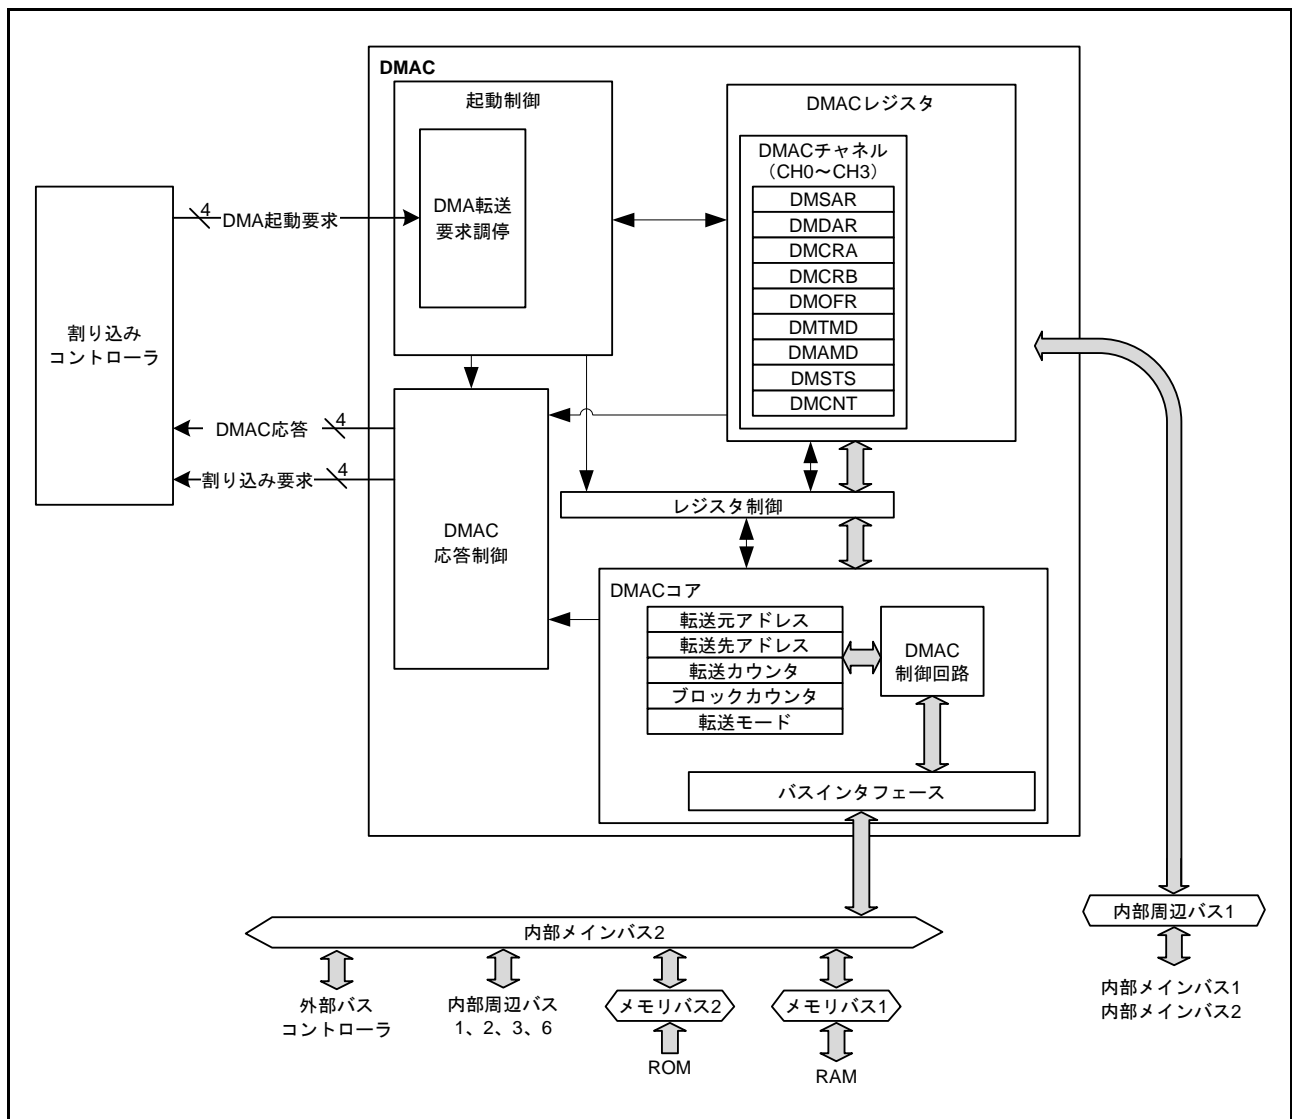 DMAC
起動制御
DMA転送
要求調停
DMACレジスタ
DMACチャネル
(CH0～CH3)
DMSAR
DMDAR
DMCRA
DMCRB
DMOFR
DMTMD
DMAMD
DMSTS
DMCNT
割り込み
コントローラ
4
DMA起動要求
DMAC応答
4
割り込み要求
4
DMAC
応答制御
レジスタ制御
DMACコア
転送元アドレス
転送先アドレス
転送カウンタ
ブロックカウンタ
転送モード
DMAC
制御回路
バスインタフェース
内部メインバス2
外部バス
コントローラ
内部周辺バス
1、2、3、6
メモリバス2
ROM
メモリバス1
RAM
内部周辺バス1
内部メインバス1
内部メインバス2